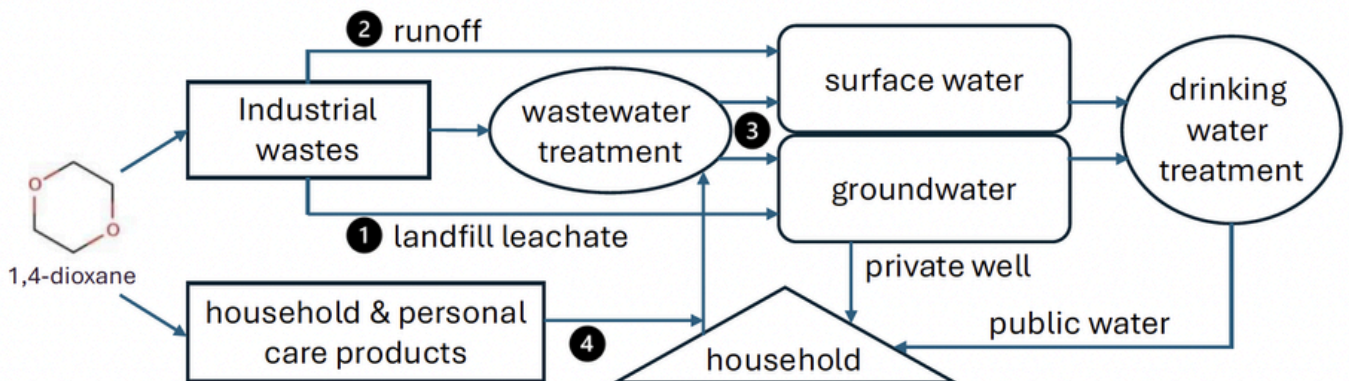 2 runoff
surface water
drinking
water
treatment
Industrial
wastes
wastewater
treatment
3
groundwater
O
O
1 landfill leachate
1,4-dioxane
private well
household & personal
care products
4
public water
household